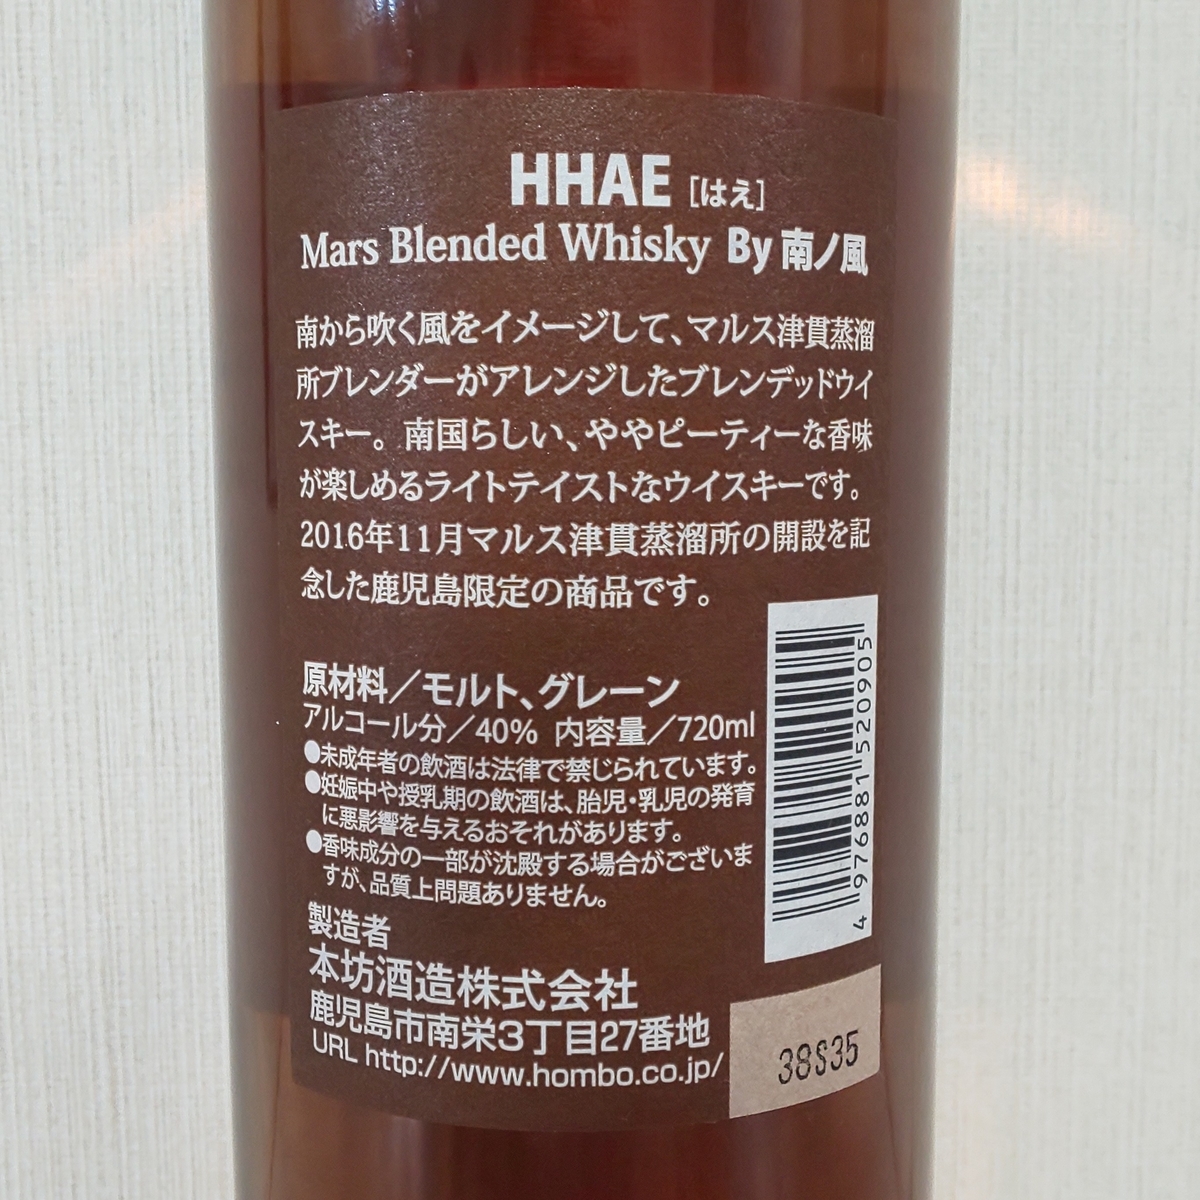 HHAE [はえ]
Mars Blended Whisky By 南ノ風
南から吹く風をイメージして、マルス津貫蒸溜
所ブレンダーがアレンジしたブレンデッドウイ
スキー。南国らしい、ややピーティーな香味
が楽しめるライトテイストなウイスキーです。
2016年11月マルス津貫蒸溜所の開設を記
念した鹿児島限定の商品です。
原材料／モルト、グレーン
アルコール分／40% 内容量／720ml
●未成年者の飲酒は法律で禁じられています。
●妊娠中や授乳期の飲酒は、胎児・乳児の発育
に悪影響を与えるおそれがあります。
●香味成分の一部が沈殿する場合がございま
すが、品質上問題ありません。
製造者
本坊酒造株式会社
鹿児島市南栄3丁目27番地
URL http://www.hombo.co.jp/
4 976881 520905
38S35